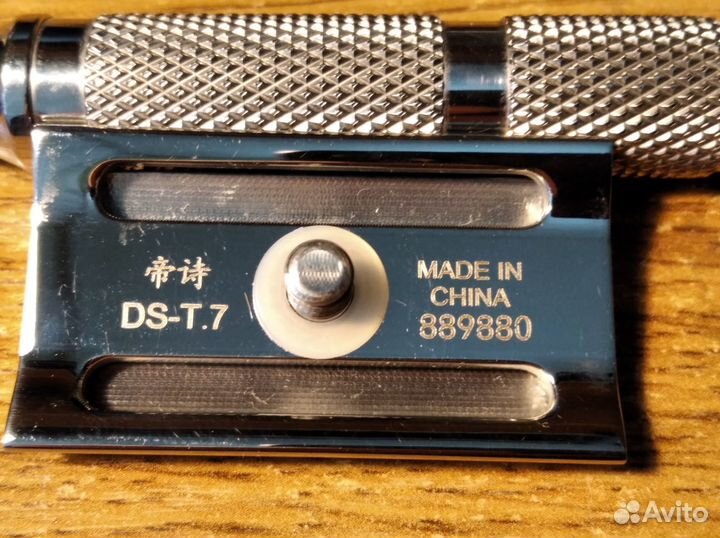 帝诗
DS-T.7
MADE IN
CHINA
889880
Avito